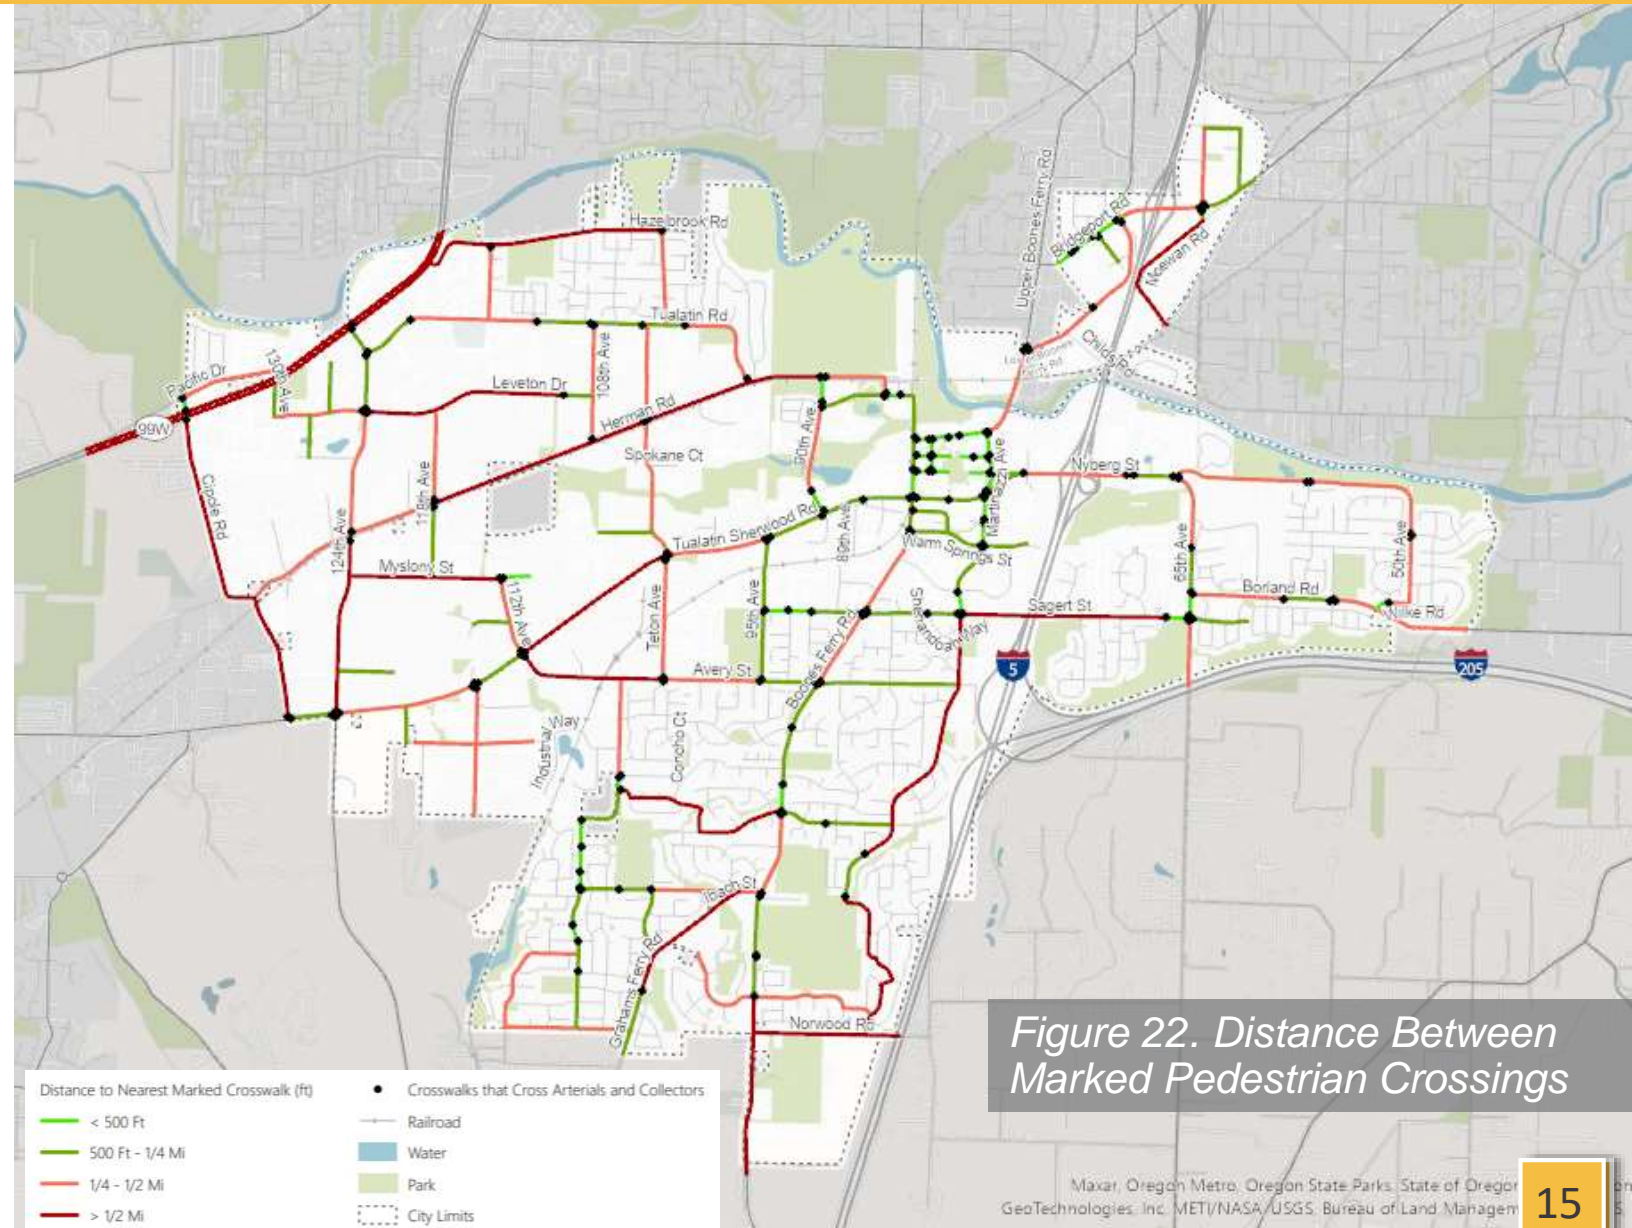 Hazelbrook Rd
Upper Boones Ferry Rd
Bridgeport Rd
Mcewan Rd
Tualatin Rd
Childs Rd
Pacific Dr
130th Ave
108th Ave
Leveton Dr
Herman Rd
99W
Spokane Ct
90th Ave
Martinazzi Ave
Nyberg St
Cipole Rd
118th Ave
124th Ave
Tualatin Sherwood Rd
89th Ave
Warm Springs St
65th Ave
50th Ave
Myslony St
112th Ave
Teton Ave
95th Ave
Boones Ferry Rd
Shenandoah Way
Sagert St
Borland Rd
Wilke Rd
Avery St
5
205
Industrial Way
Concho Ct
Ibach St
Grahams Ferry Rd
Norwood Rd
Figure 22. Distance Between
Marked Pedestrian Crossings
Distance to Nearest Marked Crosswalk (ft)
< 500 Ft
500 Ft - 1/4 Mi
1/4 - 1/2 Mi
> 1/2 Mi
Crosswalks that Cross Arterials and Collectors
Railroad
Water
Park
City Limits
Maxar, Oregon Metro, Oregon State Parks, State of Oregon
GeoTechnologies, Inc, METI/NASA, USGS, Bureau of Land Managem
15